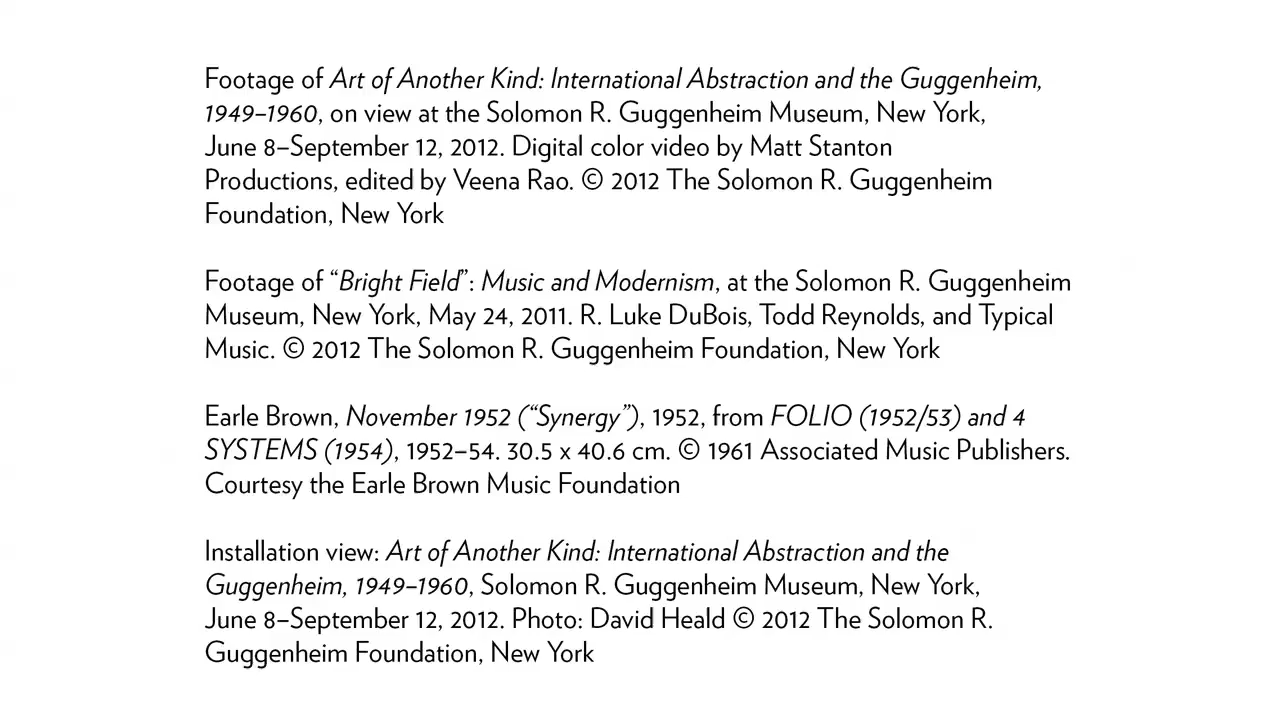 Footage of Art of Another Kind: International Abstraction and the Guggenheim,
1949–1960, on view at the Solomon R. Guggenheim Museum, New York,
June 8–September 12, 2012. Digital color video by Matt Stanton
Productions, edited by Veena Rao. © 2012 The Solomon R. Guggenheim
Foundation, New York
Footage of “Bright Field”: Music and Modernism, at the Solomon R. Guggenheim
Museum, New York, May 24, 2011. R. Luke DuBois, Todd Reynolds, and Typical
Music. © 2012 The Solomon R. Guggenheim Foundation, New York
Earle Brown, November 1952 (“Synergy”), 1952, from FOLIO (1952/53) and 4
SYSTEMS (1954), 1952–54. 30.5 x 40.6 cm. © 1961 Associated Music Publishers.
Courtesy the Earle Brown Music Foundation
Installation view: Art of Another Kind: International Abstraction and the
Guggenheim, 1949–1960, Solomon R. Guggenheim Museum, New York,
June 8–September 12, 2012. Photo: David Heald © 2012 The Solomon R.
Guggenheim Foundation, New York